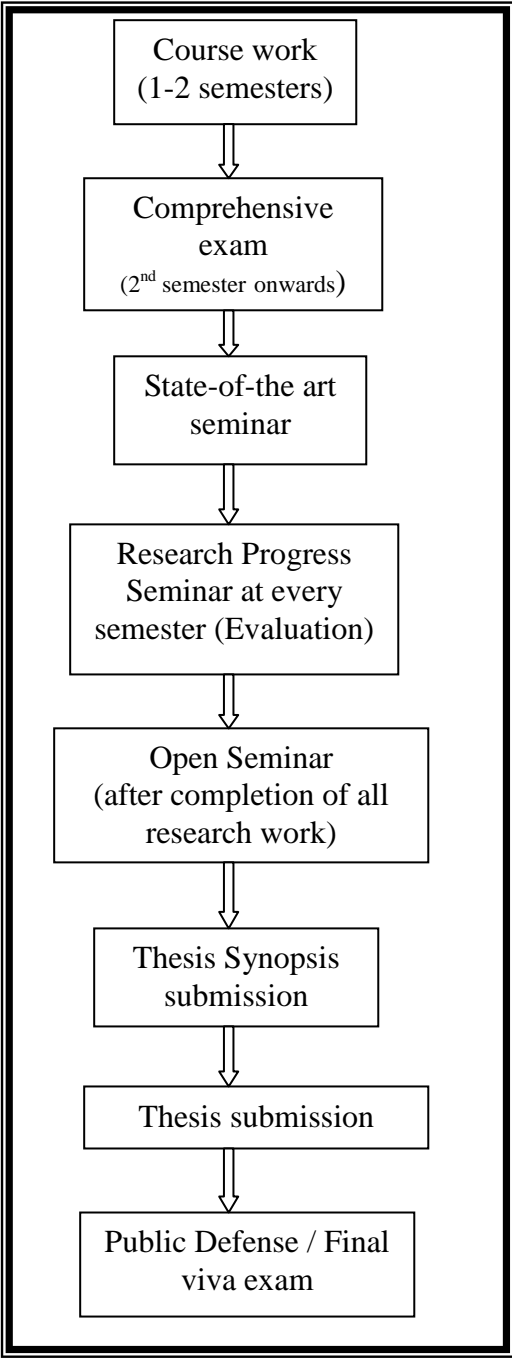 Course work
(1-2 semesters)
Comprehensive
exam
(2nd semester onwards)
State-of-the art
seminar
Research Progress
Seminar at every
semester (Evaluation)
Open Seminar
(after completion of all
research work)
Thesis Synopsis
submission
Thesis submission
Public Defense / Final
viva exam